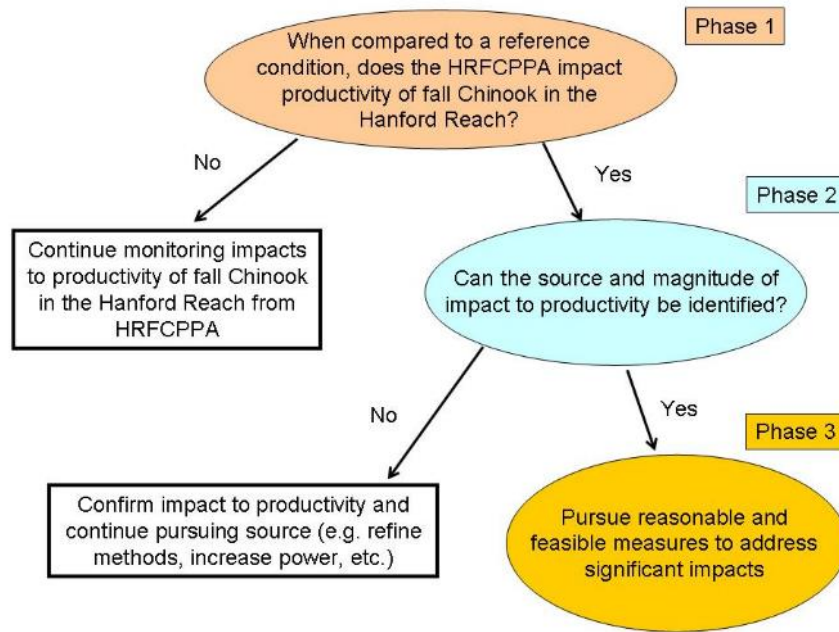 Phase 1
When compared to a reference
condition, does the HRFCPPA impact
productivity of fall Chinook in the
Hanford Reach?
No
Yes
Phase 2
Continue monitoring impacts
to productivity of fall Chinook
in the Hanford Reach from
HRFCPPA
Can the source and magnitude of
impact to productivity be identified?
No
Yes
Phase 3
Confirm impact to productivity and
continue pursuing source (e.g. refine
methods, increase power, etc.)
Pursue reasonable and
feasible measures to address
significant impacts